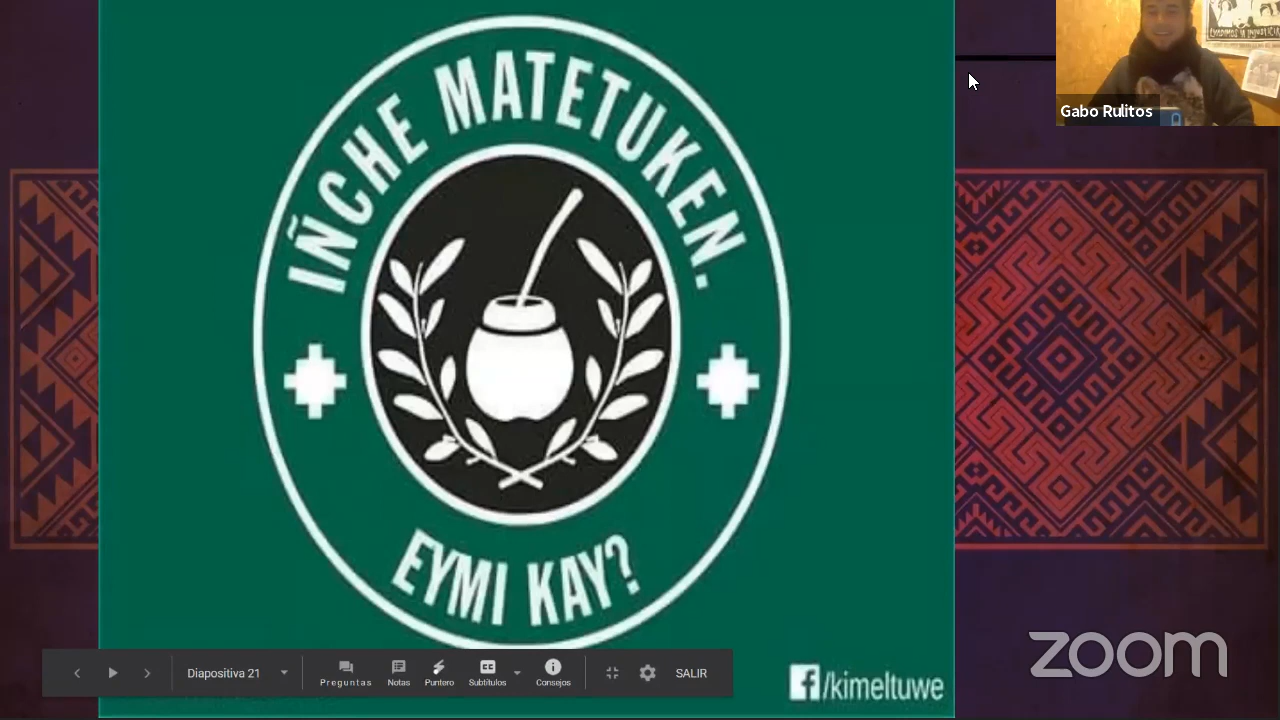 IÑCHE MATETUKEN.
EYMI KAY?
/kimeltuwe
Gabo Rulitos
Diapositiva 21
Preguntas
Notas
Puntero
Subtítulos
Consejos
SALIR
zoom